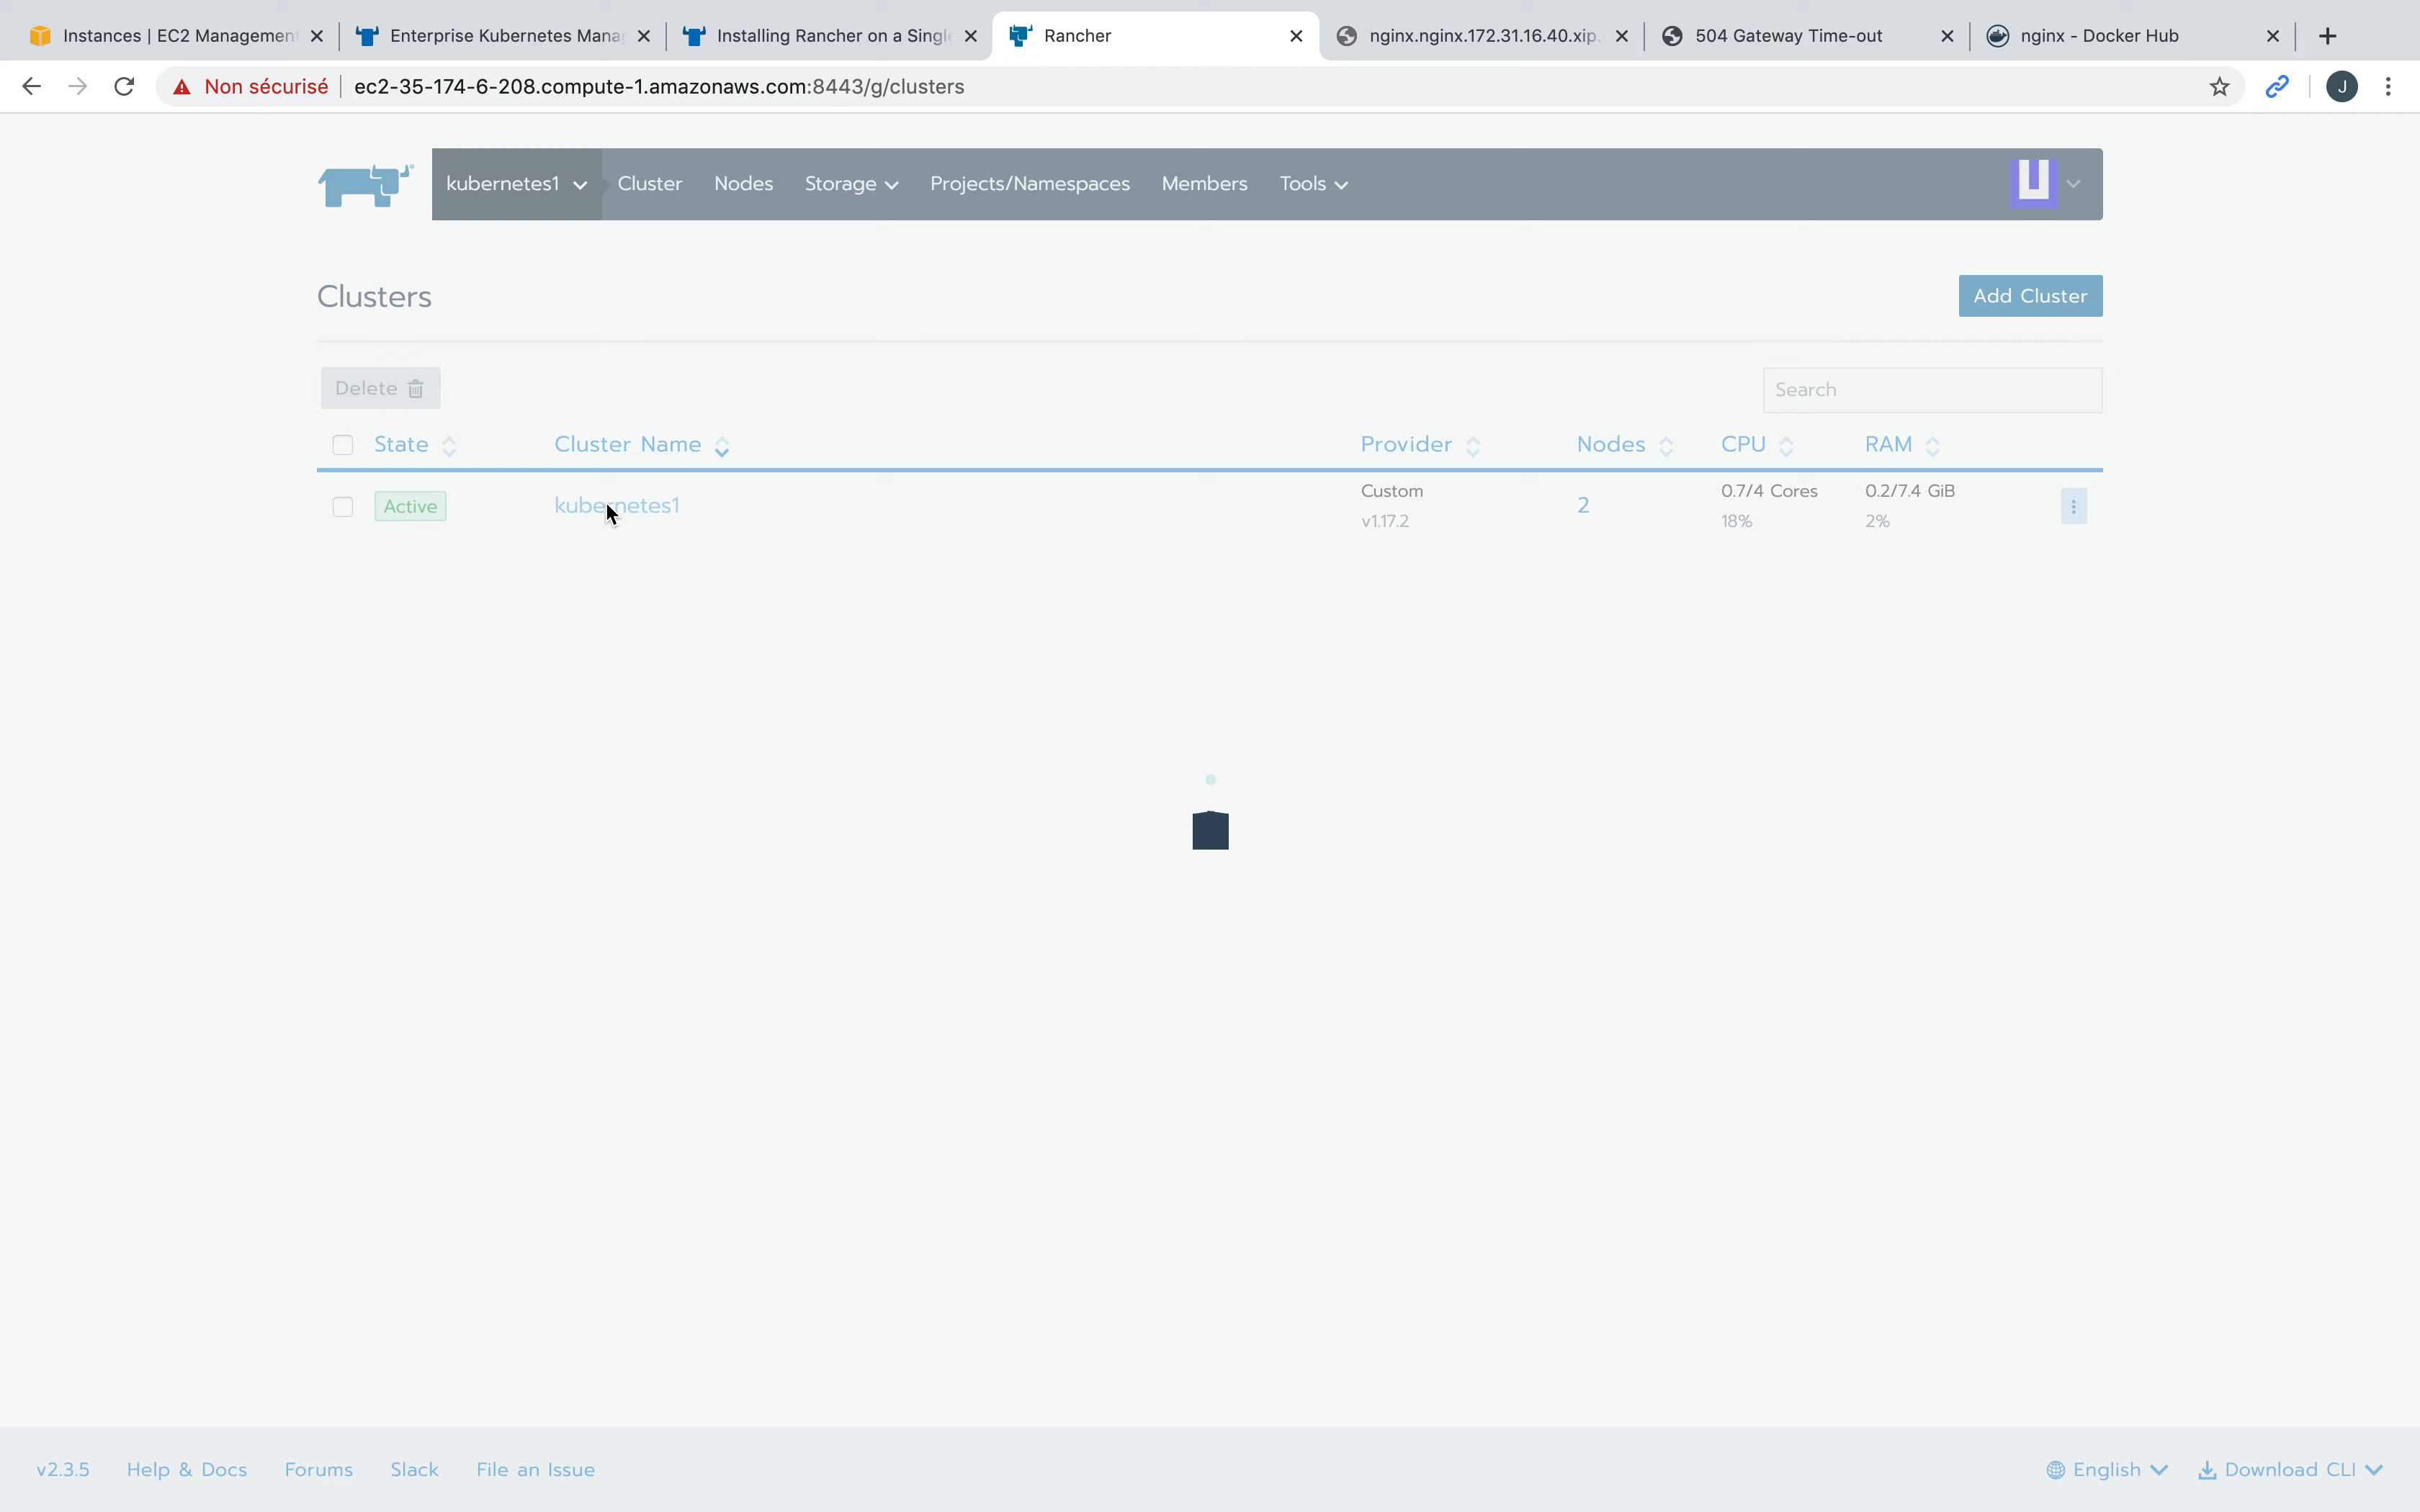 Instances | EC2 Managemen
Enterprise Kubernetes Mana
Installing Rancher on a Singl
Rancher
nginx.nginx.172.31.16.40.xip.
504 Gateway Time-out
nginx - Docker Hub
Non sécurisé
ec2-35-174-6-208.compute-1.amazonaws.com:8443/g/clusters
J
kubernetes1
Cluster
Nodes
Storage
Projects/Namespaces
Members
Tools
Clusters
Add Cluster
Delete
Search
State
Cluster Name
Provider
Nodes
CPU
RAM
Active
kubernetes1
Custom
v1.17.2
2
0.7/4 Cores
18%
0.2/7.4 GiB
2%
v2.3.5
Help & Docs
Forums
Slack
File an Issue
English
Download CLI